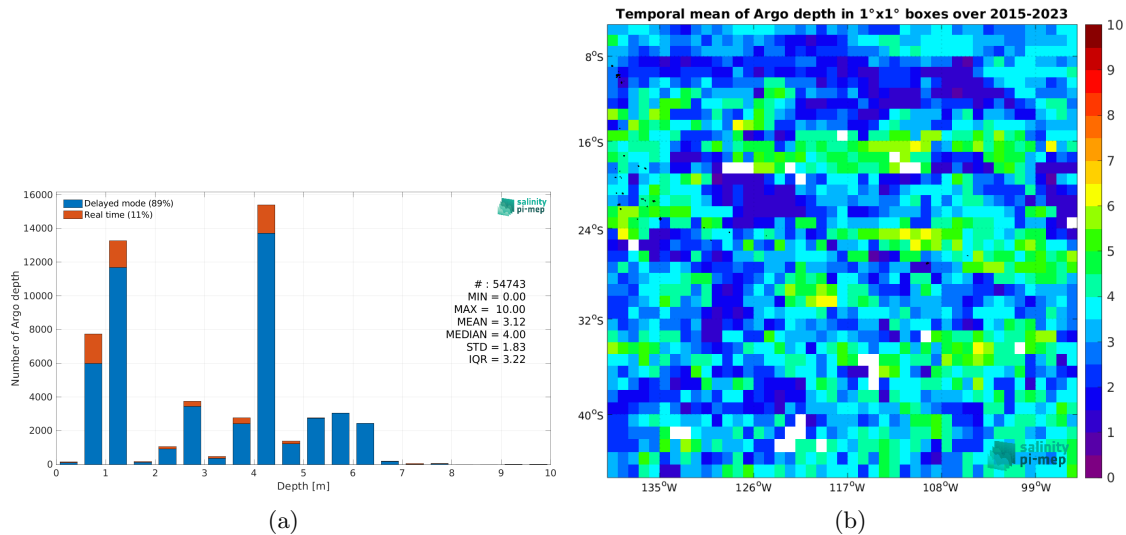 Delayed mode (89%)
Real time (11%)
salinity
pi-mep
16000
14000
12000
10000
8000
6000
4000
2000
0
Number of Argo depth
# : 54743
MIN = 0.00
MAX = 10.00
MEAN = 3.12
MEDIAN = 4.00
STD = 1.83
IQR = 3.22
0 1 2 3 4 5 6 7 8 9 10
Depth [m]
(a)
Temporal mean of Argo depth in 1°x1° boxes over 2015-2023
8°S
16°S
24°S
32°S
40°S
135°W 126°W 117°W 108°W 99°W
salinity
pi-mep
10
9
8
7
6
5
4
3
2
1
0
(b)